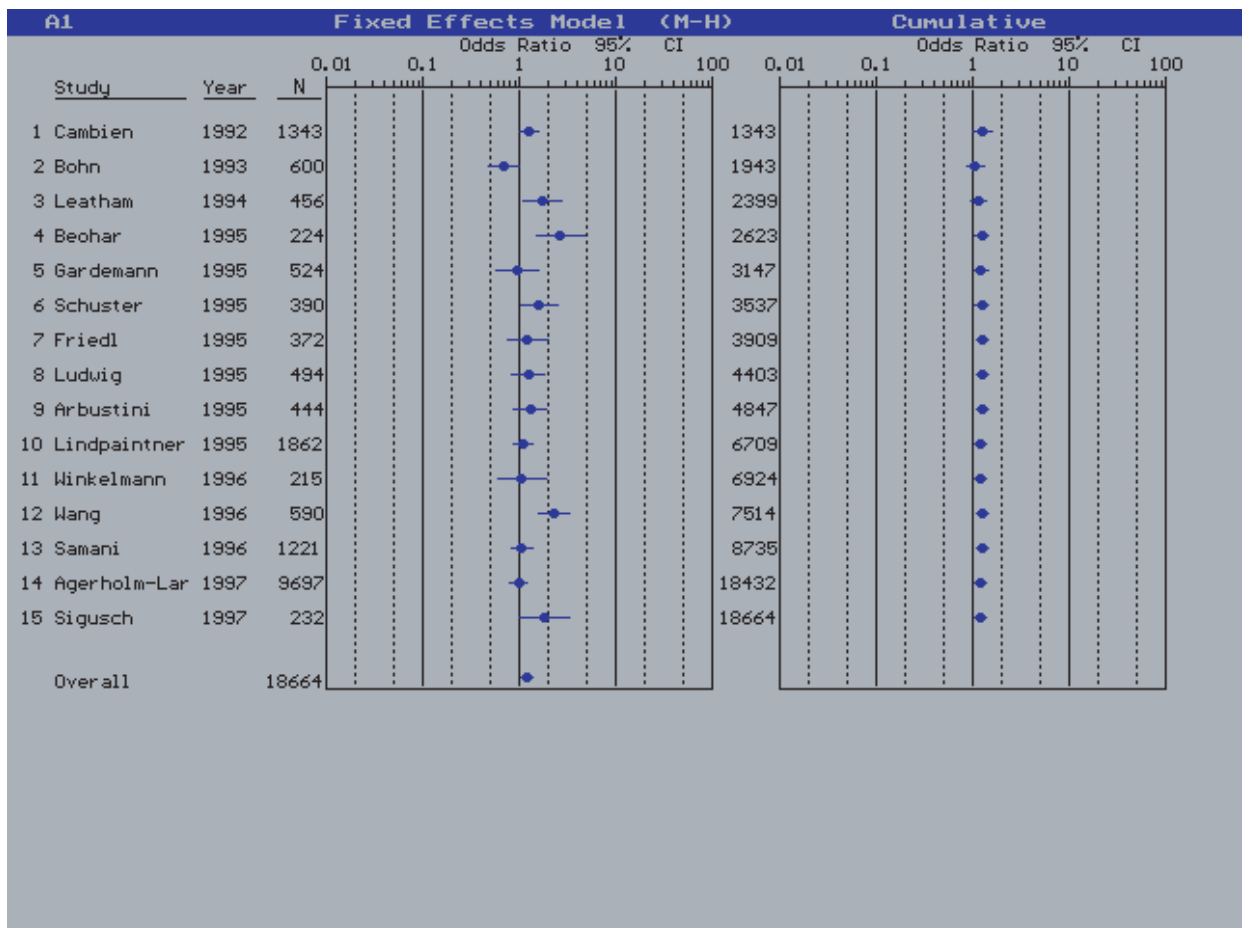 A1 Fixed Effects Model (M-H) Cumulative
Odds Ratio 95% CI Odds Ratio 95% CI
0.01 0.1 1 10 100 0.01 0.1 1 10 100
Study Year N
1 Cambien 1992 1343 1343
2 Bohn 1993 600 1943
3 Leatham 1994 456 2399
4 Beohar 1995 224 2623
5 Gardemann 1995 524 3147
6 Schuster 1995 390 3537
7 Friedl 1995 372 3909
8 Ludwig 1995 494 4403
9 Arbustini 1995 444 4847
10 Lindpaintner 1995 1862 6709
11 Winkelmann 1996 215 6924
12 Wang 1996 590 7514
13 Samani 1996 1221 8735
14 Agerholm-Lar 1997 9697 18432
15 Sigusch 1997 232 18664
Overall 18664